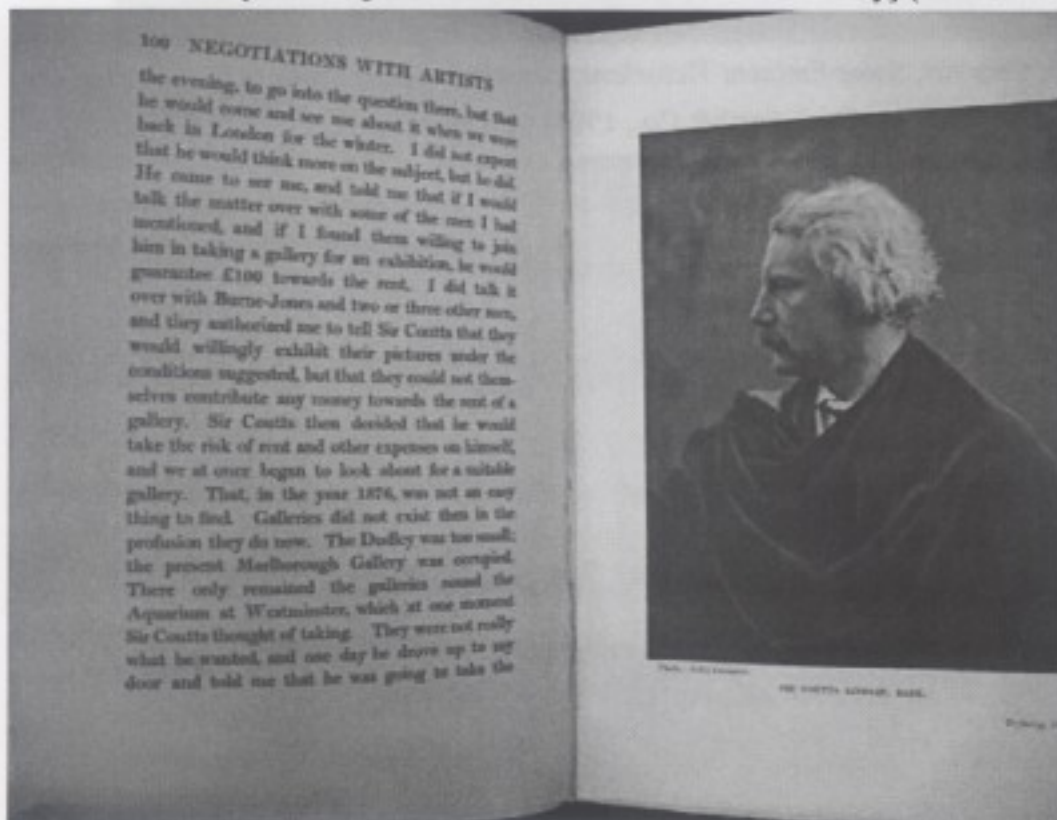 100 NEGOTIATIONS WITH ARTISTS
the evening, to go into the question there, but that
he would come and see me about it when we were
back in London for the winter. I did not expect
that he would think more on the subject, but he did.
He came to see me, and told me that if I would
talk the matter over with some of the men I had
mentioned, and if I found them willing to join
him in taking a gallery for an exhibition, he would
guarantee £100 towards the rent. I did talk it
over with Burne-Jones and two or three other men,
and they authorized me to tell Sir Coutts that they
would willingly exhibit their pictures under the
conditions suggested, but that they could not them-
selves contribute any money towards the rent of a
gallery. Sir Coutts then decided that he would
take the risk of rent and other expenses on himself,
and we at once began to look about for a suitable
gallery. That, in the year 1876, was not an easy
thing to find. Galleries did not exist then in the
profusion they do now. The Dudley was too small;
the present Marlborough Gallery was occupied.
There only remained the galleries round the
Aquarium at Westminster, which at one moment
Sir Coutts thought of taking. They were not really
what he wanted, and one day he drove up to my
door and told me that he was going to take the
SIR COUTTS LINDSAY, BART.